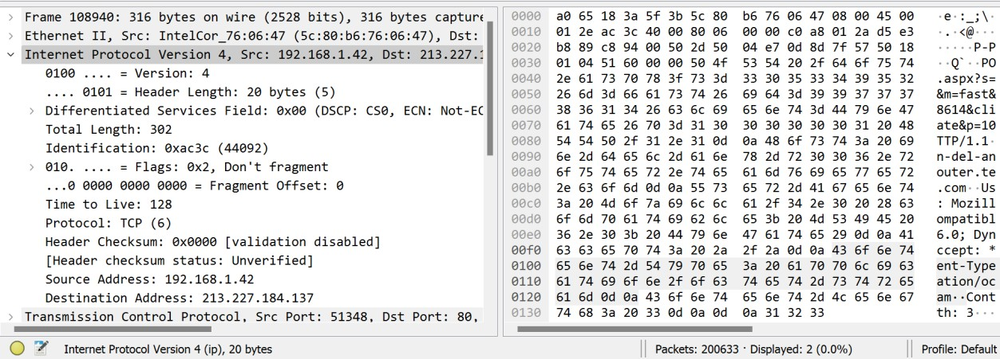 Frame 108940: 316 bytes on wire (2528 bits), 316 bytes capture
Ethernet II, Src: IntelCor_76:06:47 (5c:80:b6:76:06:47), Dst:
Internet Protocol Version 4, Src: 192.168.1.42, Dst: 213.227.1
0100 .... = Version: 4
.... 0101 = Header Length: 20 bytes (5)
Differentiated Services Field: 0x00 (DSCP: CS0, ECN: Not-EC
Total Length: 302
Identification: 0xac3c (44092)
010. .... = Flags: 0x2, Don't fragment
...0 0000 0000 0000 = Fragment Offset: 0
Time to Live: 128
Protocol: TCP (6)
Header Checksum: 0x0000 [validation disabled]
[Header checksum status: Unverified]
Source Address: 192.168.1.42
Destination Address: 213.227.184.137
Transmission Control Protocol, Src Port: 51348, Dst Port: 80,
0000 a0 65 18 3a 5f 3b 5c 80 b6 76 06 47 08 00 45 00 ·e·:_;\·
0010 01 2e ac 3c 40 00 80 06 00 00 c0 a8 01 2a d5 e3 ·.·<@···
0020 b8 89 c8 94 00 50 2d 50 04 e7 0d 8d 7f 57 50 18 ·····P-P
0030 01 04 51 60 00 00 50 4f 53 54 20 2f 64 6f 75 74 ··Q`··PO
0040 2e 61 73 70 78 3f 73 3d 33 30 35 33 34 39 35 32 .aspx?s=
0050 26 6d 3d 66 61 73 74 26 69 64 3d 39 39 37 37 37 &m=fast&
0060 38 36 31 34 26 63 6c 69 65 6e 74 3d 44 79 6e 47 8614&cli
0070 61 74 65 26 70 3d 31 30 30 30 30 30 30 31 20 48 ate&p=10
0080 54 54 50 2f 31 2e 31 0d 0a 48 6f 73 74 3a 20 69 TTP/1.1·
0090 6e 2d 64 65 6c 2d 61 6e 78 2d 72 30 30 36 2e 72 n-del-an
00a0 6f 75 74 65 72 2e 74 65 61 6d 76 69 65 77 65 72 outer.te
00b0 2e 63 6f 6d 0d 0a 55 73 65 72 2d 41 67 65 6e 74 .com··Us
00c0 3a 20 4d 6f 7a 69 6c 6c 61 2f 34 2e 30 20 28 63 : Mozill
00d0 6f 6d 70 61 74 69 62 6c 65 3b 20 4d 53 49 45 20 ompatibl
00e0 36 2e 30 3b 20 44 79 6e 47 61 74 65 29 0d 0a 41 6.0; Dyn
00f0 63 63 65 70 74 3a 20 2a 2f 2a 0d 0a 43 6f 6e 74 ccept: *
0100 65 6e 74 2d 54 79 70 65 3a 20 61 70 70 6c 69 63 ent-Type
0110 61 74 69 6f 6e 2f 6f 63 74 65 74 2d 73 74 72 65 ation/oc
0120 61 6d 0d 0a 43 6f 6e 74 65 6e 74 2d 4c 65 6e 67 am··Cont
0130 74 68 3a 20 33 0d 0a 0d 0a 31 32 33 th: 3···
Internet Protocol Version 4 (ip), 20 bytes
Packets: 200633 · Displayed: 2 (0.0%)
Profile: Default